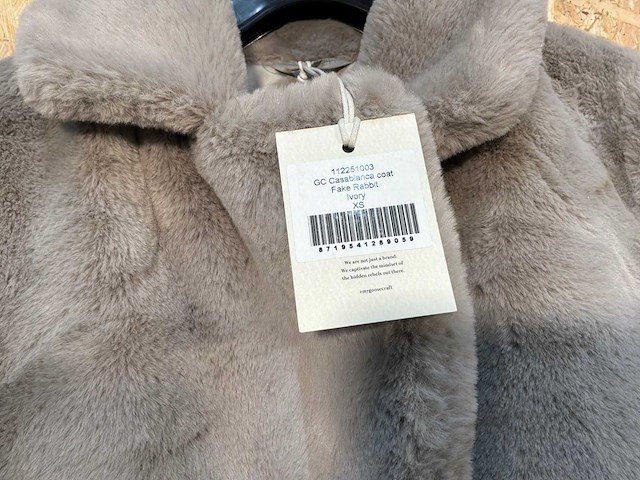 112251003
GC Casablanca coat
Fake Rabbit
Ivory
XS
8719541289059
We are not just a brand.
We captivate the mindset of
the hidden rebels out there.
#mygoosecraft